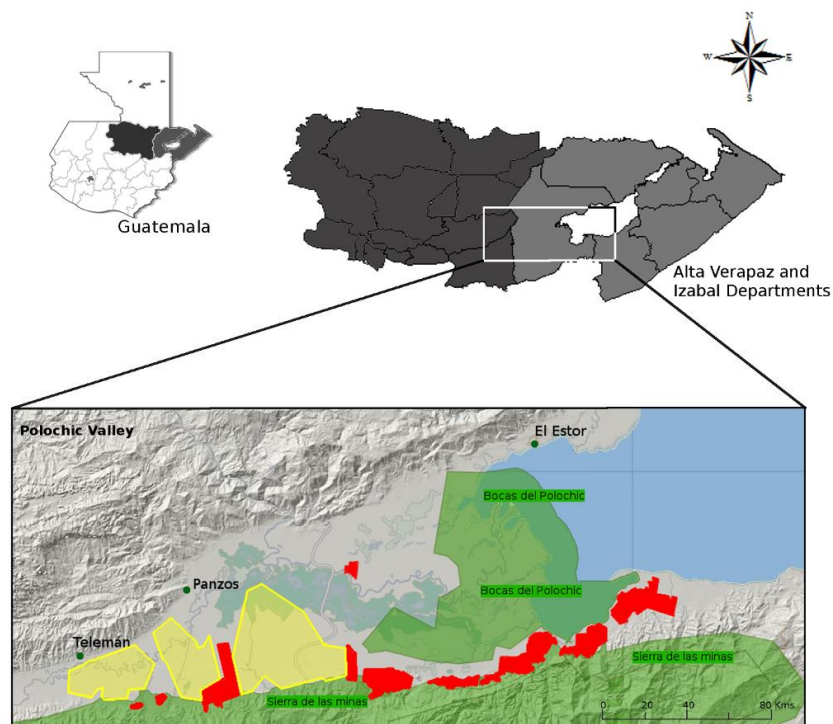 N
W
E
S
Guatemala
Alta Verapaz and
Izabal Departments
Polochic Valley
El Estor
Bocas del Polochic
Panzos
Bocas del Polochic
Telemán
Sierra de las minas
Sierra de las minas
0 20 40 80 Kms